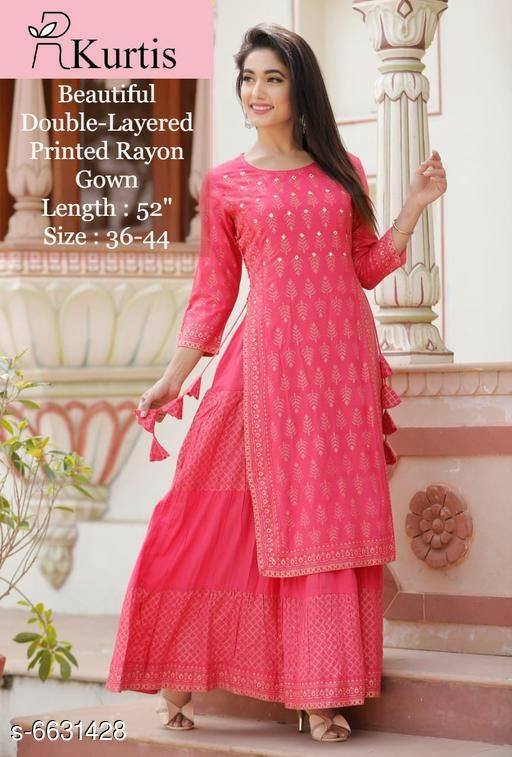 R Kurtis
Beautiful
Double-Layered
Printed Rayon
Gown
Length : 52"
Size : 36-44
s-6631428